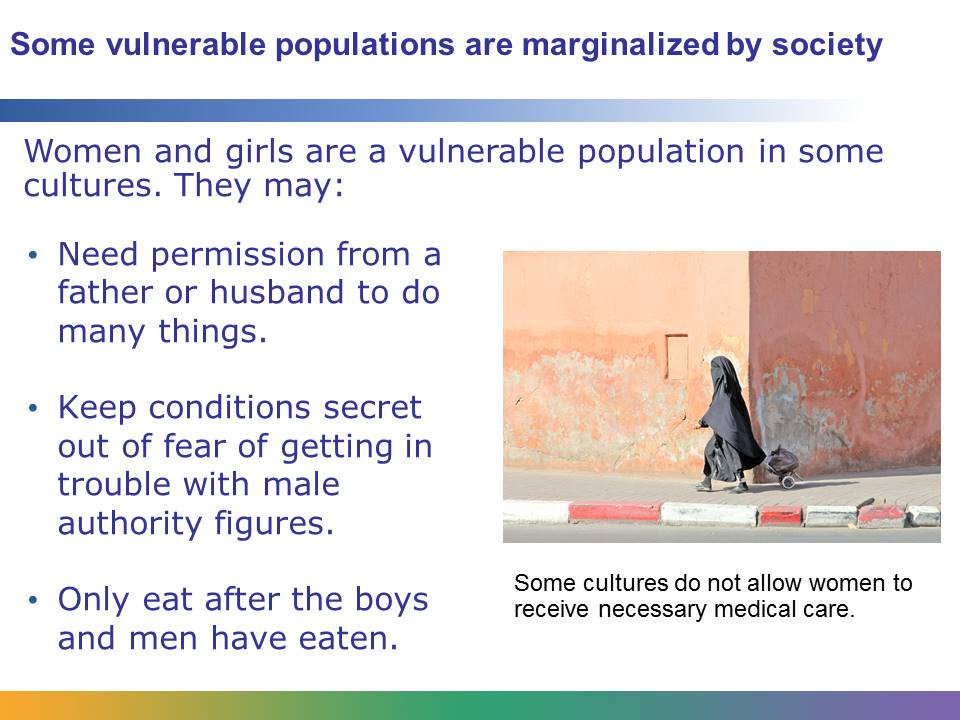 Some vulnerable populations are marginalized by society
Women and girls are a vulnerable population in some
cultures. They may:
• Need permission from a
father or husband to do
many things.
• Keep conditions secret
out of fear of getting in
trouble with male
authority figures.
• Only eat after the boys
and men have eaten.
Some cultures do not allow women to
receive necessary medical care.